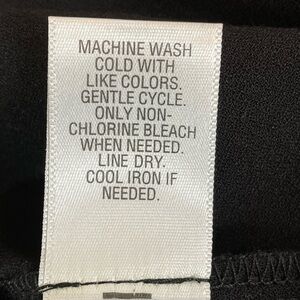 MACHINE WASH
COLD WITH
LIKE COLORS.
GENTLE CYCLE.
ONLY NON-
CHLORINE BLEACH
WHEN NEEDED.
LINE DRY.
COOL IRON IF
NEEDED.